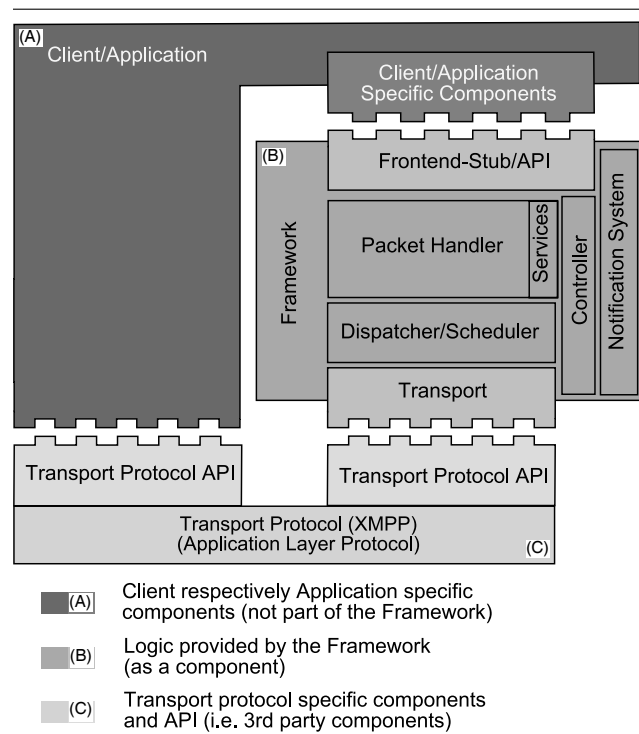 (A)
Client/Application
Client/Application
Specific Components
(B)
Frontend-Stub/API
Framework
Packet Handler
Services
Controller
Notification System
Dispatcher/Scheduler
Transport
Transport Protocol API
Transport Protocol API
Transport Protocol (XMPP)
(Application Layer Protocol)
(C)
(A)
Client respectively Application specific
components (not part of the Framework)
(B)
Logic provided by the Framework
(as a component)
(C)
Transport protocol specific components
and API (i.e. 3rd party components)